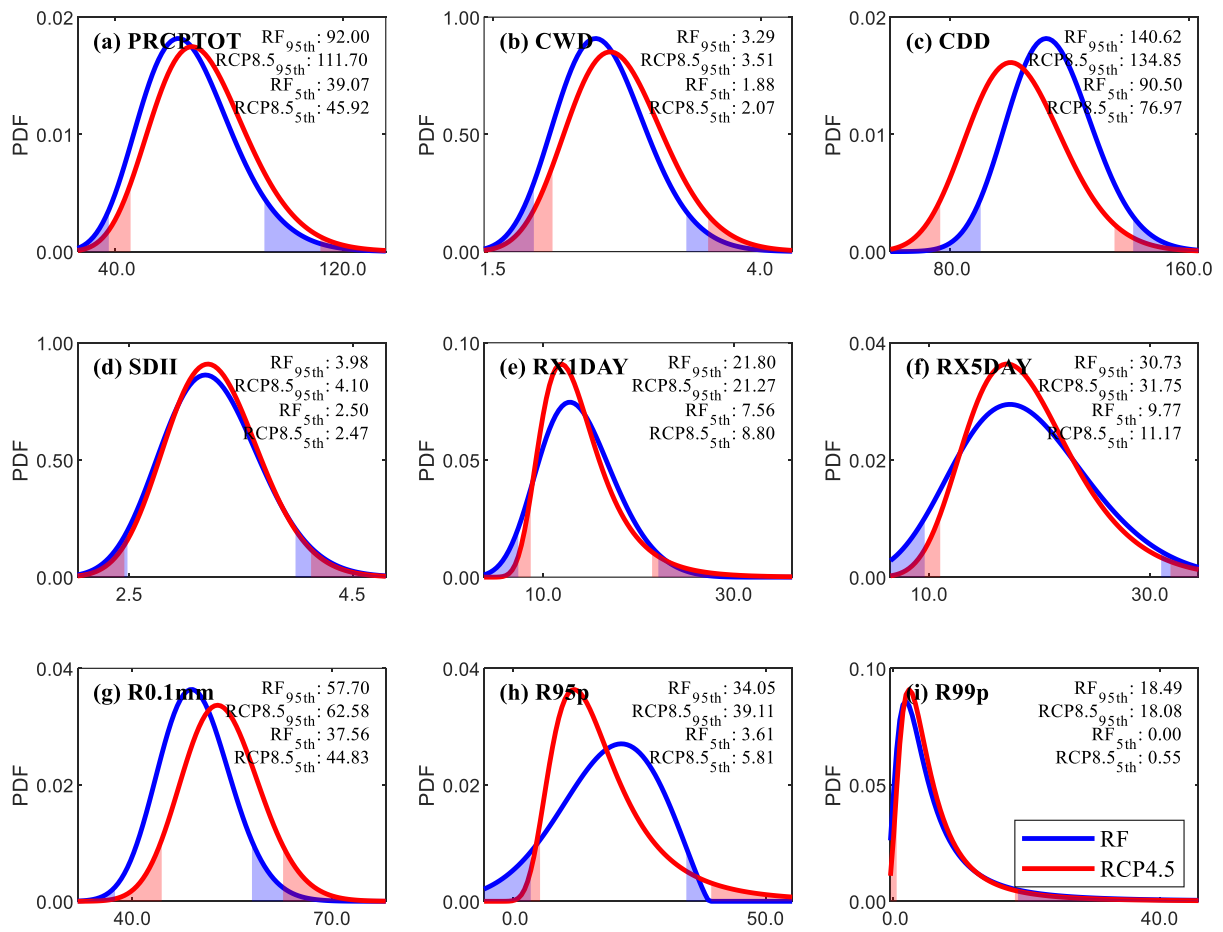 0.02
(a) PRCPTOT
RF95th: 92.00
RCP8.595th: 111.70
RF5th: 39.07
RCP8.55th: 45.92
0.01
PDF
0.00
40.0 120.0
1.00
(b) CWD
RF95th: 3.29
RCP8.595th: 3.51
RF5th: 1.88
RCP8.55th: 2.07
0.50
PDF
0.00
1.5 4.0
0.02
(c) CDD
RF95th: 140.62
RCP8.595th: 134.85
RF5th: 90.50
RCP8.55th: 76.97
0.01
PDF
0.00
80.0 160.0
1.00
(d) SDII
RF95th: 3.98
RCP8.595th: 4.10
RF5th: 2.50
RCP8.55th: 2.47
0.50
PDF
0.00
2.5 4.5
0.10
(e) RX1DAY
RF95th: 21.80
RCP8.595th: 21.27
RF5th: 7.56
RCP8.55th: 8.80
0.05
PDF
0.00
10.0 30.0
0.04
(f) RX5DAY
RF95th: 30.73
RCP8.595th: 31.75
RF5th: 9.77
RCP8.55th: 11.17
0.02
PDF
0.00
10.0 30.0
0.04
(g) R0.1mm
RF95th: 57.70
RCP8.595th: 62.58
RF5th: 37.56
RCP8.55th: 44.83
0.02
PDF
0.00
40.0 70.0
0.04
(h) R95p
RF95th: 34.05
RCP8.595th: 39.11
RF5th: 3.61
RCP8.55th: 5.81
0.02
PDF
0.00
0.0 50.0
0.10
(i) R99p
RF95th: 18.49
RCP8.595th: 18.08
RF5th: 0.00
RCP8.55th: 0.55
0.05
PDF
RF
RCP4.5
0.00
0.0 40.0